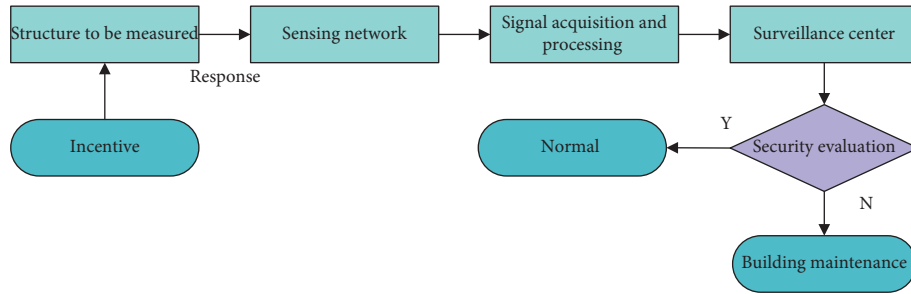 Structure to be measured
Response
Sensing network
Signal acquisition and
processing
Surveillance center
Incentive
Normal
Y
Security evaluation
N
Building maintenance